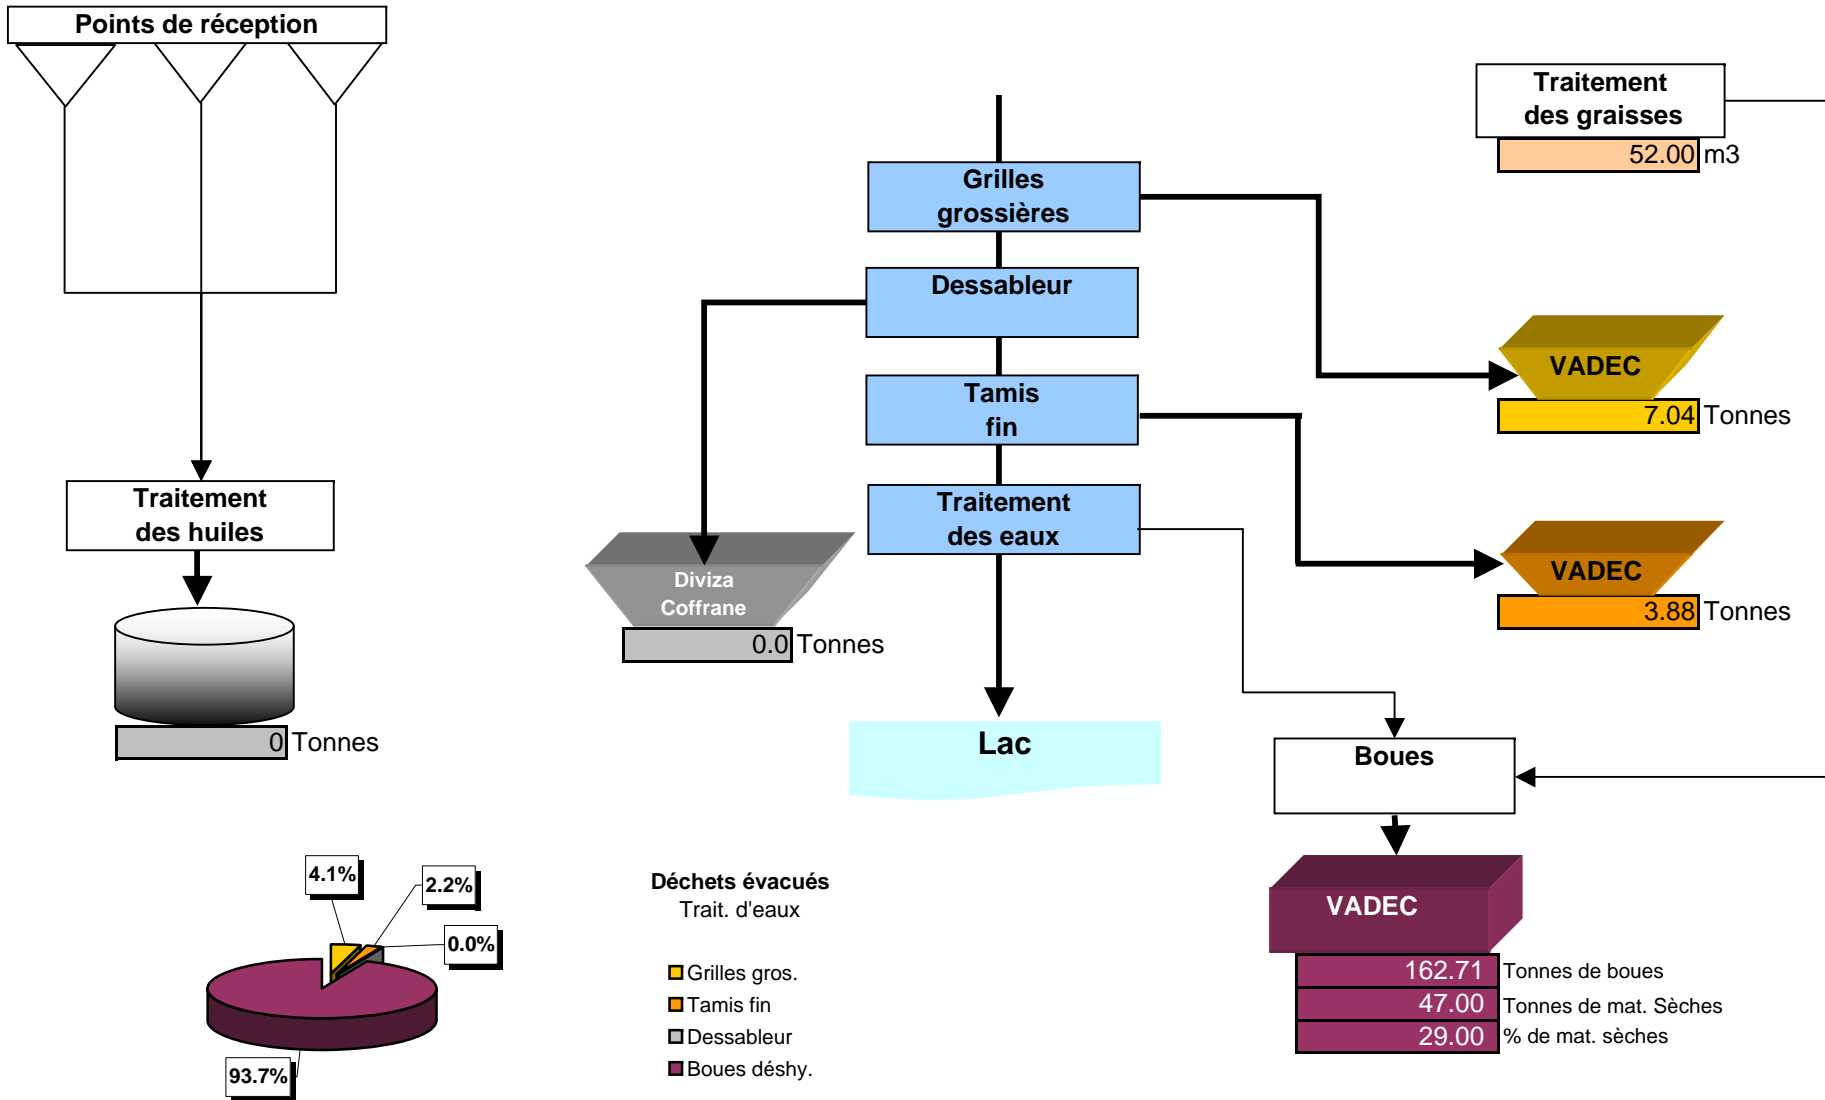 Points de réception
Traitement
des graisses
52.00 m3
Grilles
grossières
Dessableur
VADEC
7.04 Tonnes
Tamis
fin
Traitement
des huiles
Traitement
des eaux
Diviza
Coffrane
0.0 Tonnes
VADEC
3.88 Tonnes
0 Tonnes
Lac
Boues
4.1%
2.2%
0.0%
93.7%
Déchets évacués
Trait. d'eaux
Grilles gros.
Tamis fin
Dessableur
Boues déshy.
VADEC
162.71 Tonnes de boues
47.00 Tonnes de mat. Sèches
29.00 % de mat. sèches